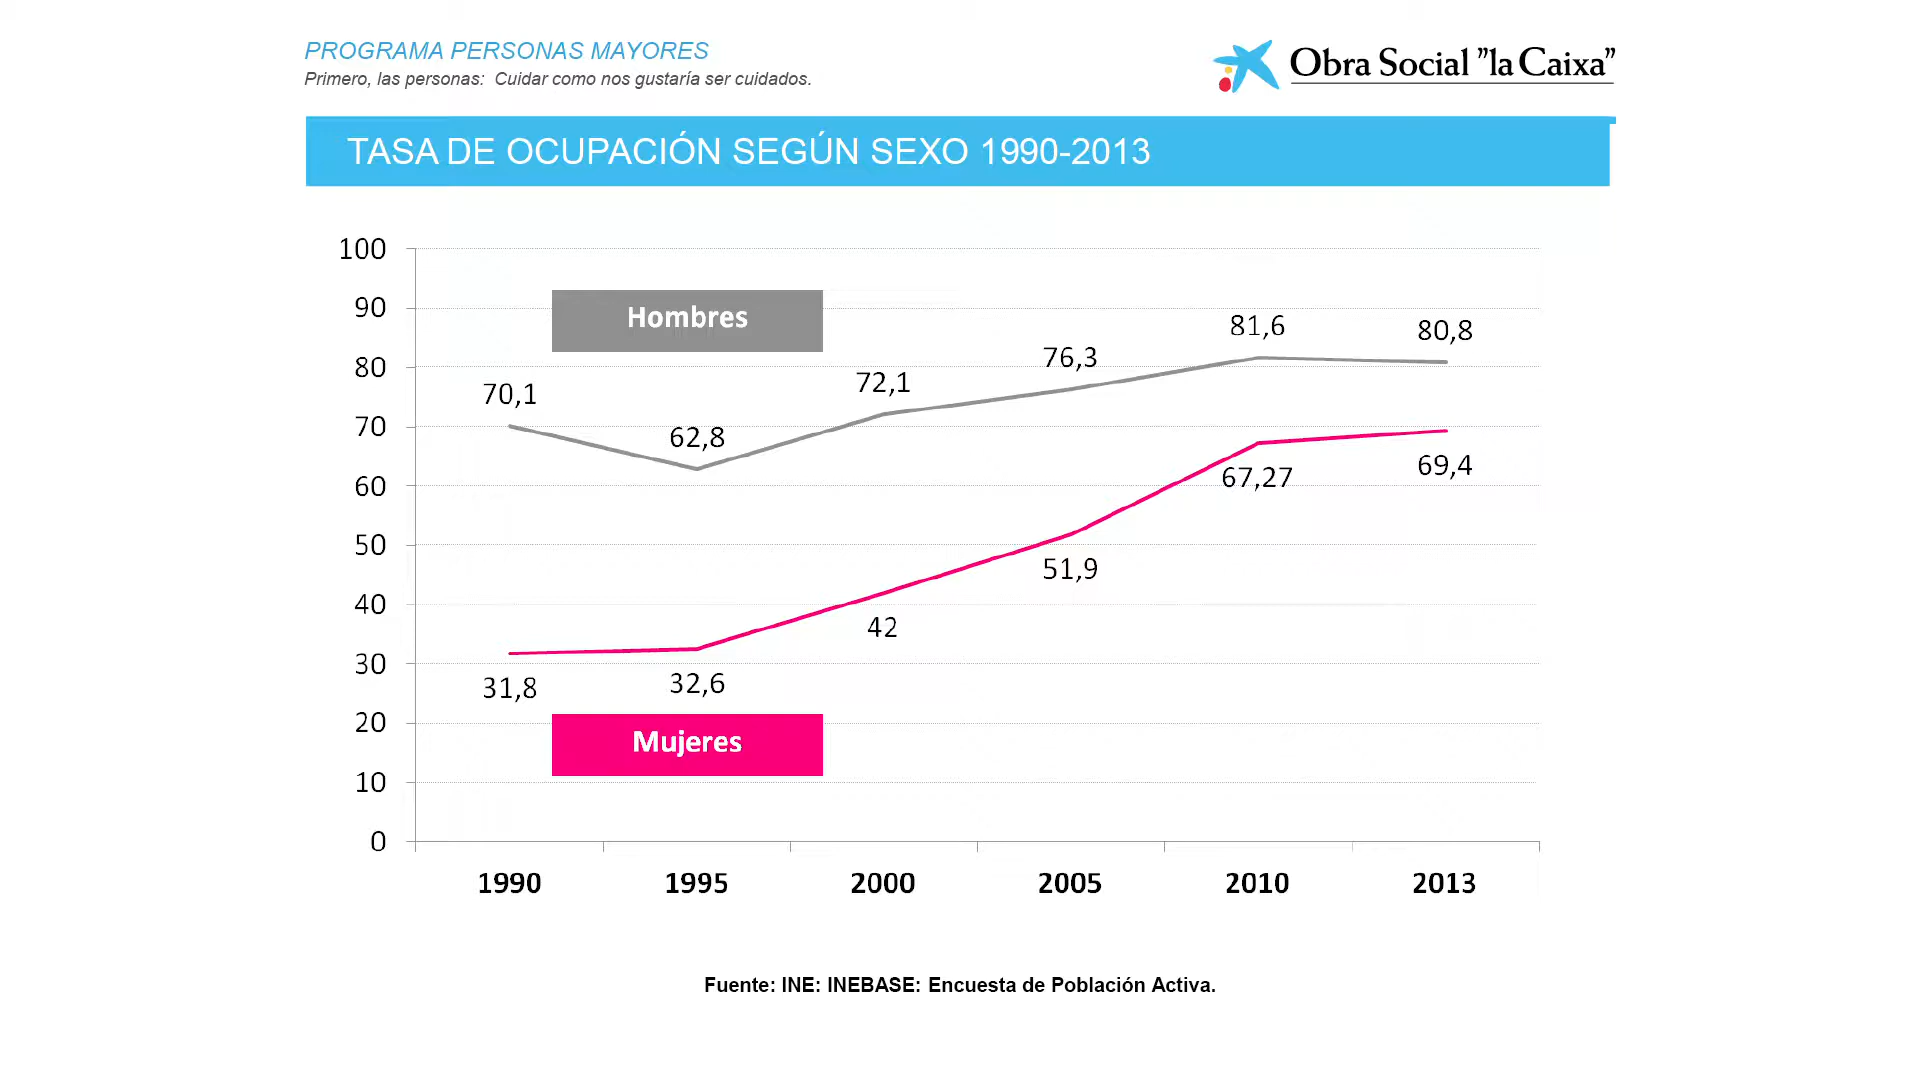 PROGRAMA PERSONAS MAYORES
Primero, las personas: Cuidar como nos gustaría ser cuidados.
Obra Social "la Caixa"
TASA DE OCUPACIÓN SEGÚN SEXO 1990-2013
100
90
80
70
60
50
40
30
20
10
0
Hombres
70,1
62,8
72,1
76,3
81,6
80,8
31,8
32,6
42
51,9
67,27
69,4
Mujeres
1990 1995 2000 2005 2010 2013
Fuente: INE: INEBASE: Encuesta de Población Activa.